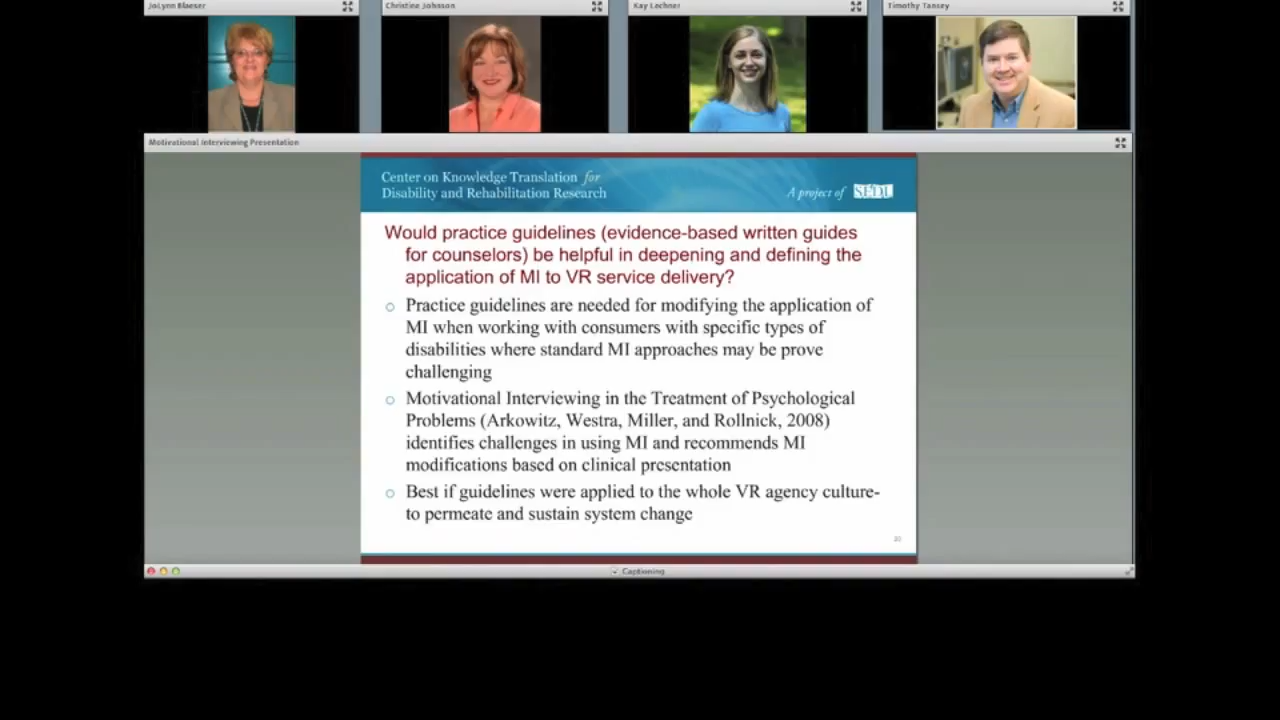 JoLynn Blaeser
Christine Johnson
Kay Lechner
Timothy Tansey
Motivational Interviewing Presentation
Center on Knowledge Translation for
Disability and Rehabilitation Research
A project of SEDL
Would practice guidelines (evidence-based written guides
for counselors) be helpful in deepening and defining the
application of MI to VR service delivery?
Practice guidelines are needed for modifying the application of
MI when working with consumers with specific types of
disabilities where standard MI approaches may be prove
challenging
Motivational Interviewing in the Treatment of Psychological
Problems (Arkowitz, Westra, Miller, and Rollnick, 2008)
identifies challenges in using MI and recommends MI
modifications based on clinical presentation
Best if guidelines were applied to the whole VR agency culture-
to permeate and sustain system change
20
Captioning